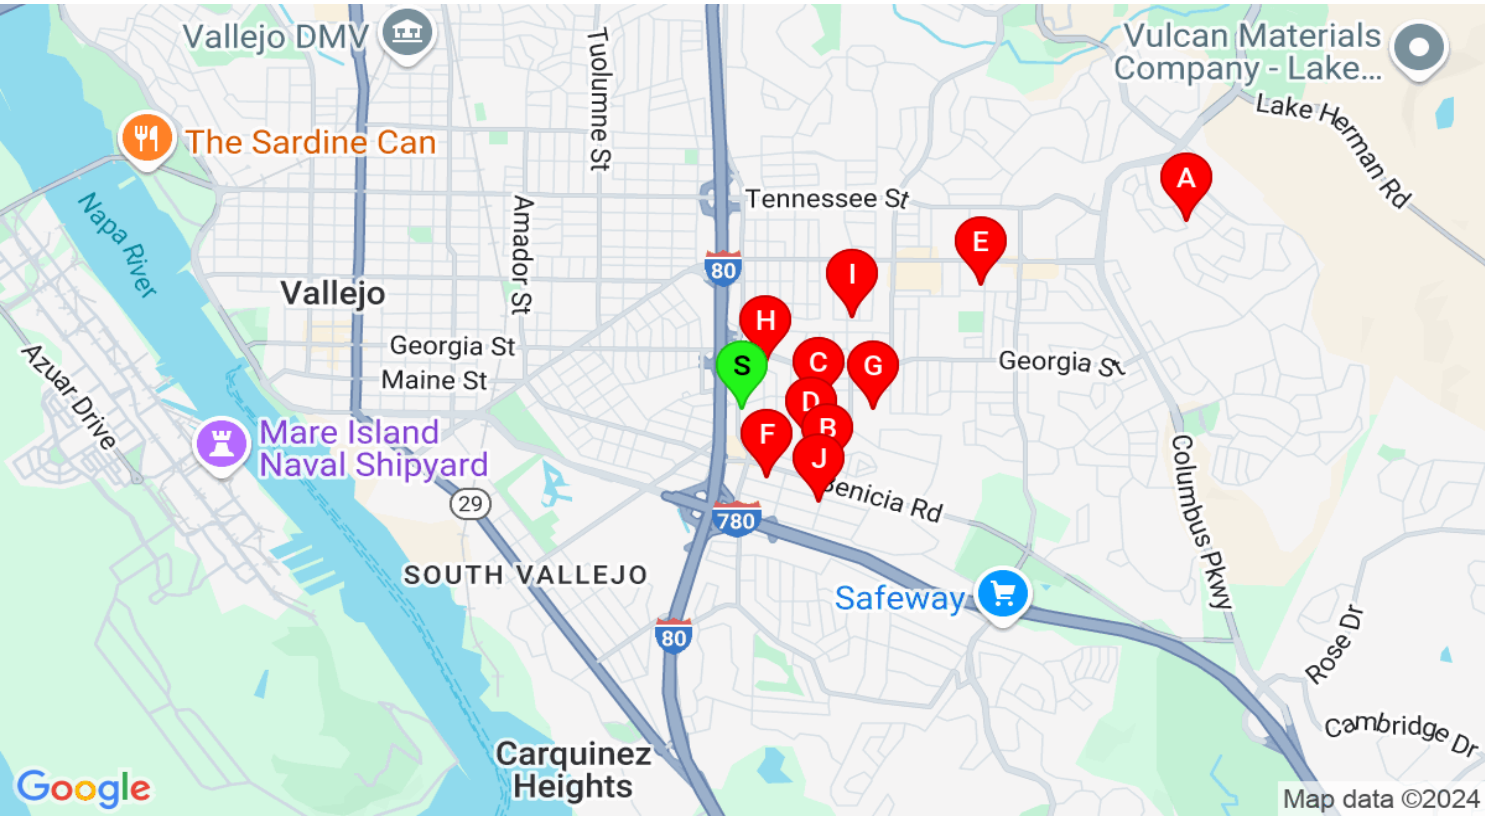 Vallejo DMV
Tuolumne St
Vulcan Materials
Company - Lake...
Lake Herman Rd
The Sardine Can
Napa River
Amador St
Tennessee St
A
E
80
I
Vallejo
H
Georgia St
Maine St
S
C
G
Georgia St
Azuar Drive
D
F
B
J
Mare Island
Naval Shipyard
29
Benicia Rd
780
Columbus Pkwy
SOUTH VALLEJO
Safeway
80
Rose Dr
Cambridge Dr
Carquinez
Heights
Google
Map data ©2024